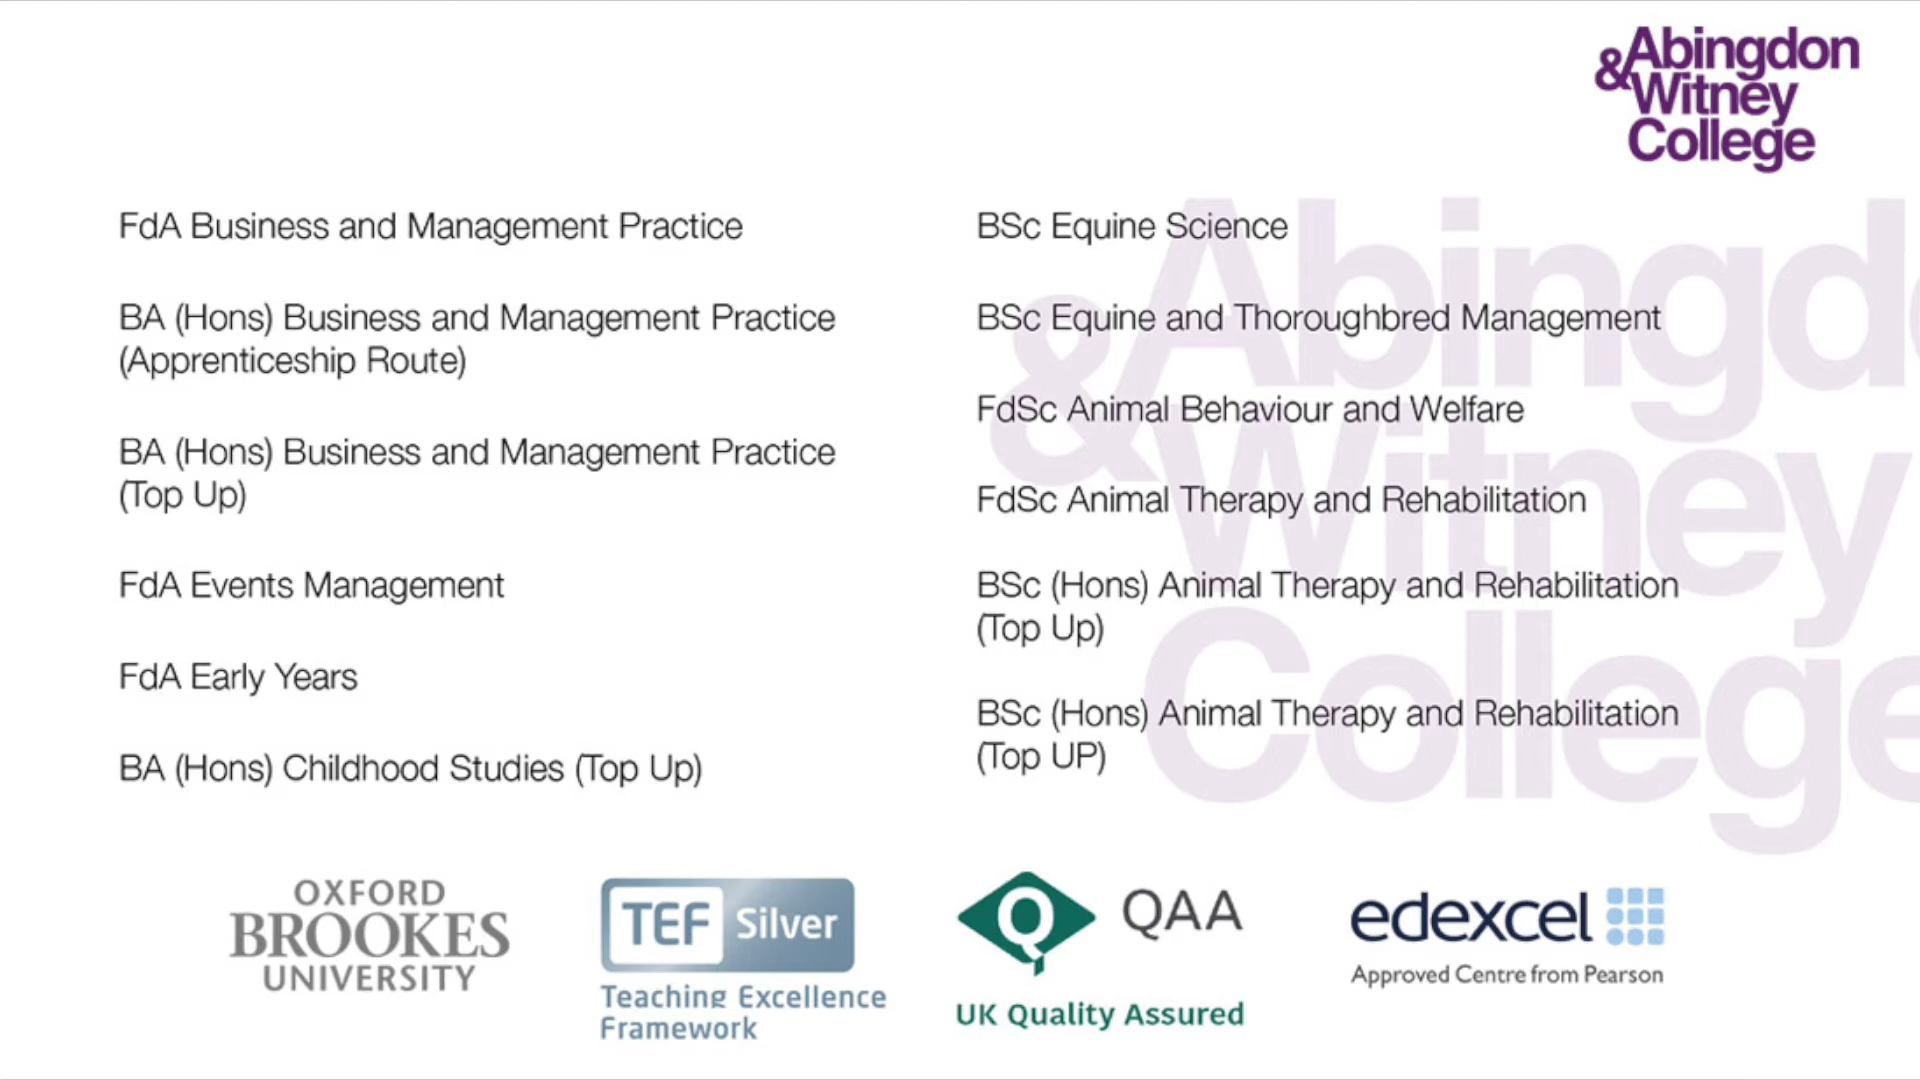 &Abingdon
Witney
College
FdA Business and Management Practice
BA (Hons) Business and Management Practice
(Apprenticeship Route)
BA (Hons) Business and Management Practice
(Top Up)
FdA Events Management
FdA Early Years
BA (Hons) Childhood Studies (Top Up)
BSc Equine Science
BSc Equine and Thoroughbred Management
FdSc Animal Behaviour and Welfare
FdSc Animal Therapy and Rehabilitation
BSc (Hons) Animal Therapy and Rehabilitation
(Top Up)
BSc (Hons) Animal Therapy and Rehabilitation
(Top UP)
&Abingdo
Witney
College
OXFORD
BROOKES
UNIVERSITY
TEF Silver
Teaching Excellence
Framework
Q QAA
UK Quality Assured
edexcel
Approved Centre from Pearson